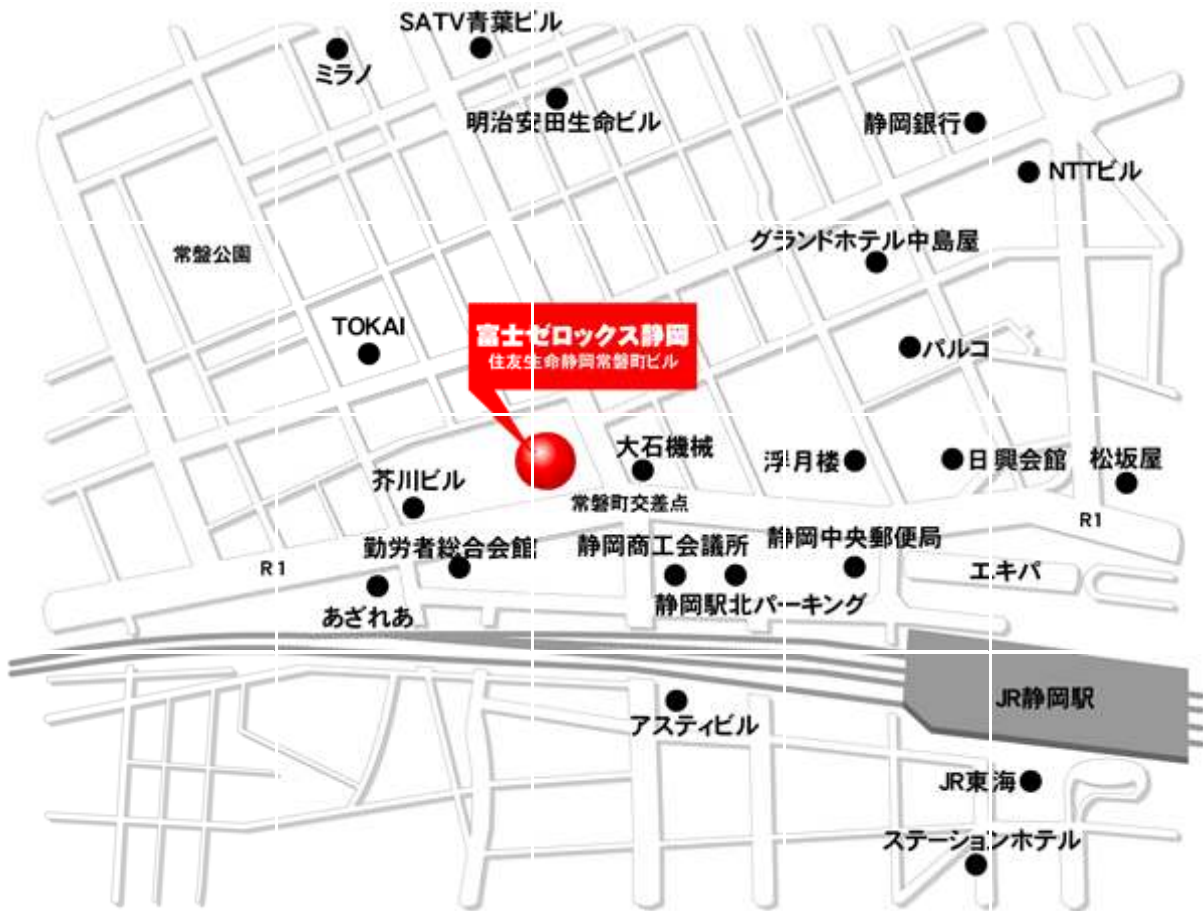 SATV青葉ビル
ミラノ
明治安田生命ビル
静岡銀行
NTTビル
グランドホテル中島屋
常盤公園
TOKAI
富士ゼロックス静岡
住友生命静岡常磐町ビル
パルコ
大石機械
浮月楼
日興会館
松坂屋
芥川ビル
常磐町交差点
R1
勤労者総合会館
静岡商工会議所
静岡中央郵便局
R1
エキパ
あざれあ
静岡駅北パーキング
JR静岡駅
アスティビル
JR東海
ステーションホテル